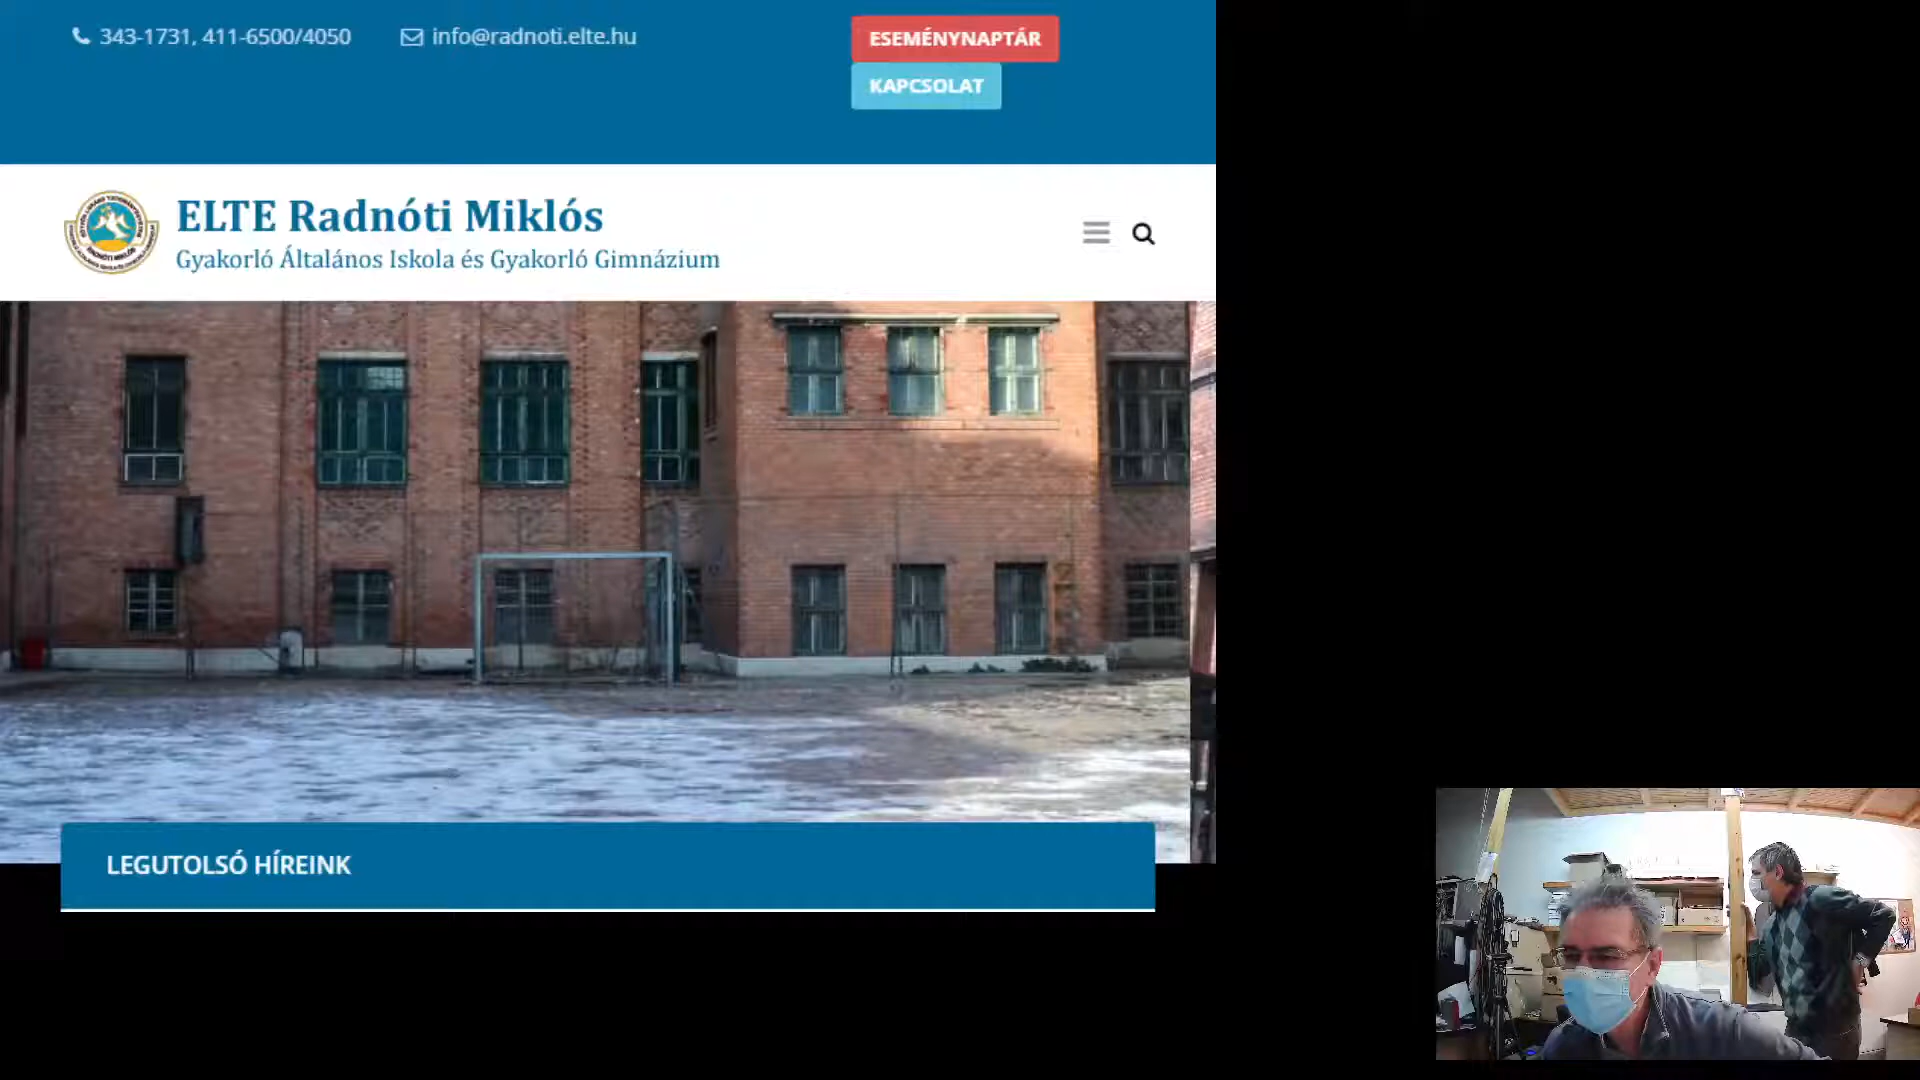 343-1731, 411-6500/4050
info@radnoti.elte.hu
ESEMÉNYNAPTÁR
KAPCSOLAT
ELTE Radnóti Miklós
Gyakorló Általános Iskola és Gyakorló Gimnázium
LEGUTOLSÓ HÍREINK